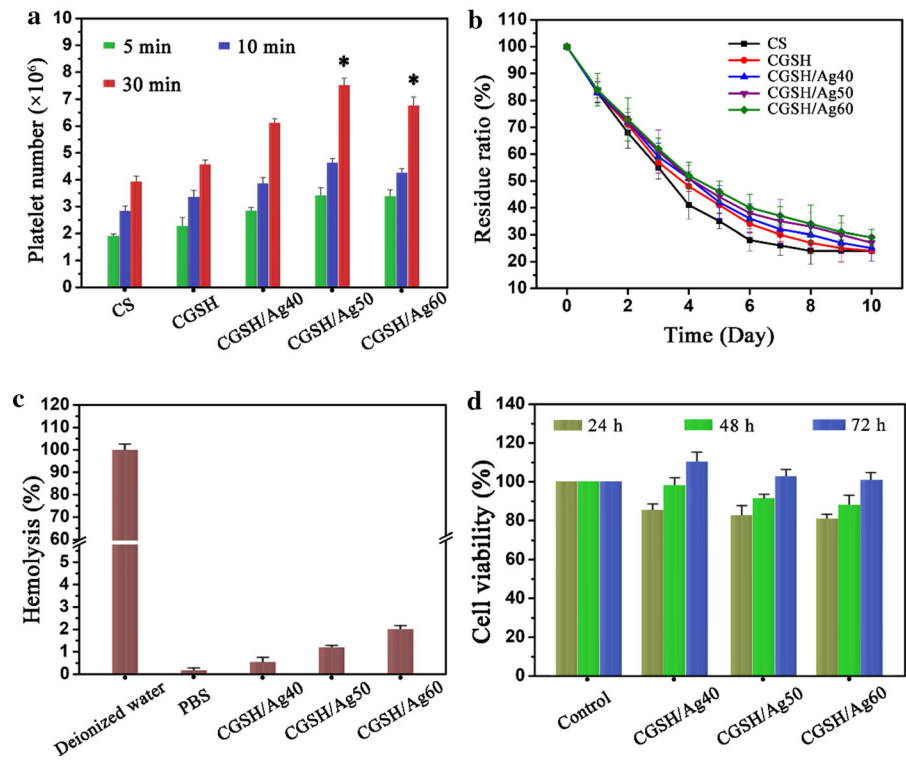 a
5 min
10 min
30 min
*
*
Platelet number (×10⁶)
10
9
8
7
6
5
4
3
2
1
0
CS
CGSH
CGSH/Ag40
CGSH/Ag50
CGSH/Ag60
b
CS
CGSH
CGSH/Ag40
CGSH/Ag50
CGSH/Ag60
Residue ratio (%)
110
100
90
80
70
60
50
40
30
20
10
0
2
4
6
8
10
Time (Day)
c
Hemolysis (%)
120
110
100
90
80
70
60
5
4
3
2
1
0
Deionized water
PBS
CGSH/Ag40
CGSH/Ag50
CGSH/Ag60
d
24 h
48 h
72 h
Cell viability (%)
140
120
100
80
60
40
20
0
Control
CGSH/Ag40
CGSH/Ag50
CGSH/Ag60